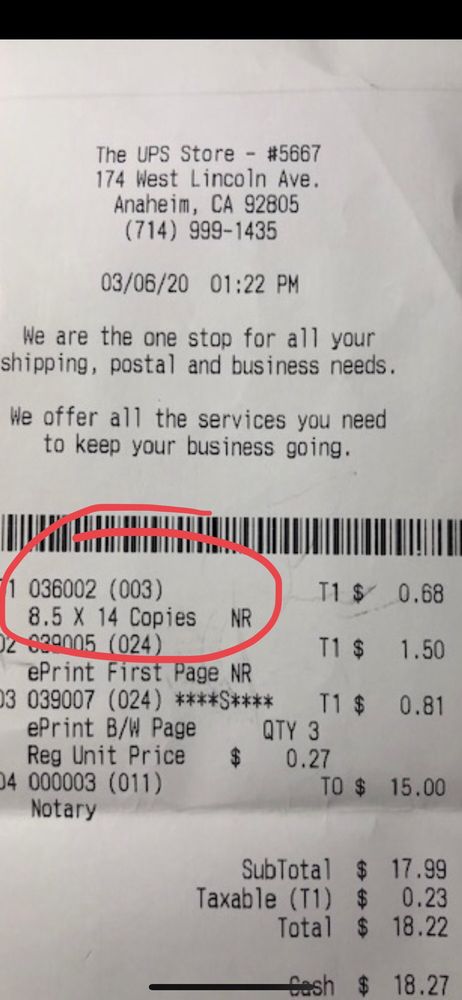 The UPS Store - #5667
174 West Lincoln Ave.
Anaheim, CA 92805
(714) 999-1435
03/06/20 01:22 PM
We are the one stop for all your
shipping, postal and business needs.
We offer all the services you need
to keep your business going.
01 036002 (003) T1 $ 0.68
8.5 X 14 Copies NR
02 039005 (024) T1 $ 1.50
ePrint First Page NR
03 039007 (024) ****S**** T1 $ 0.81
ePrint B/W Page QTY 3
Reg Unit Price $ 0.27
04 000003 (011) T0 $ 15.00
Notary
SubTotal $ 17.99
Taxable (T1) $ 0.23
Total $ 18.22
Cash $ 18.27